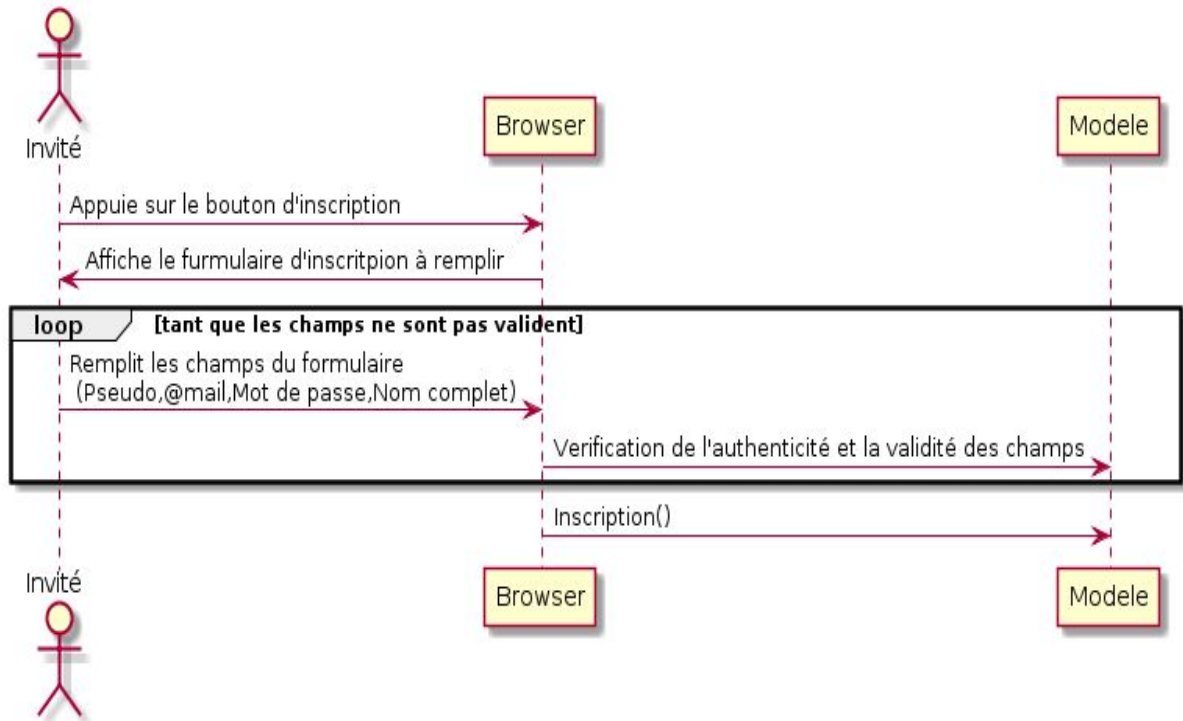 Invité
Browser
Modele
Appuie sur le bouton d'inscription
Affiche le furmulaire d'inscritpion à remplir
loop [tant que les champs ne sont pas valident]
Remplit les champs du formulaire
(Pseudo,@mail,Mot de passe,Nom complet)
Verification de l'authenticité et la validité des champs
Inscription()
Invité
Browser
Modele